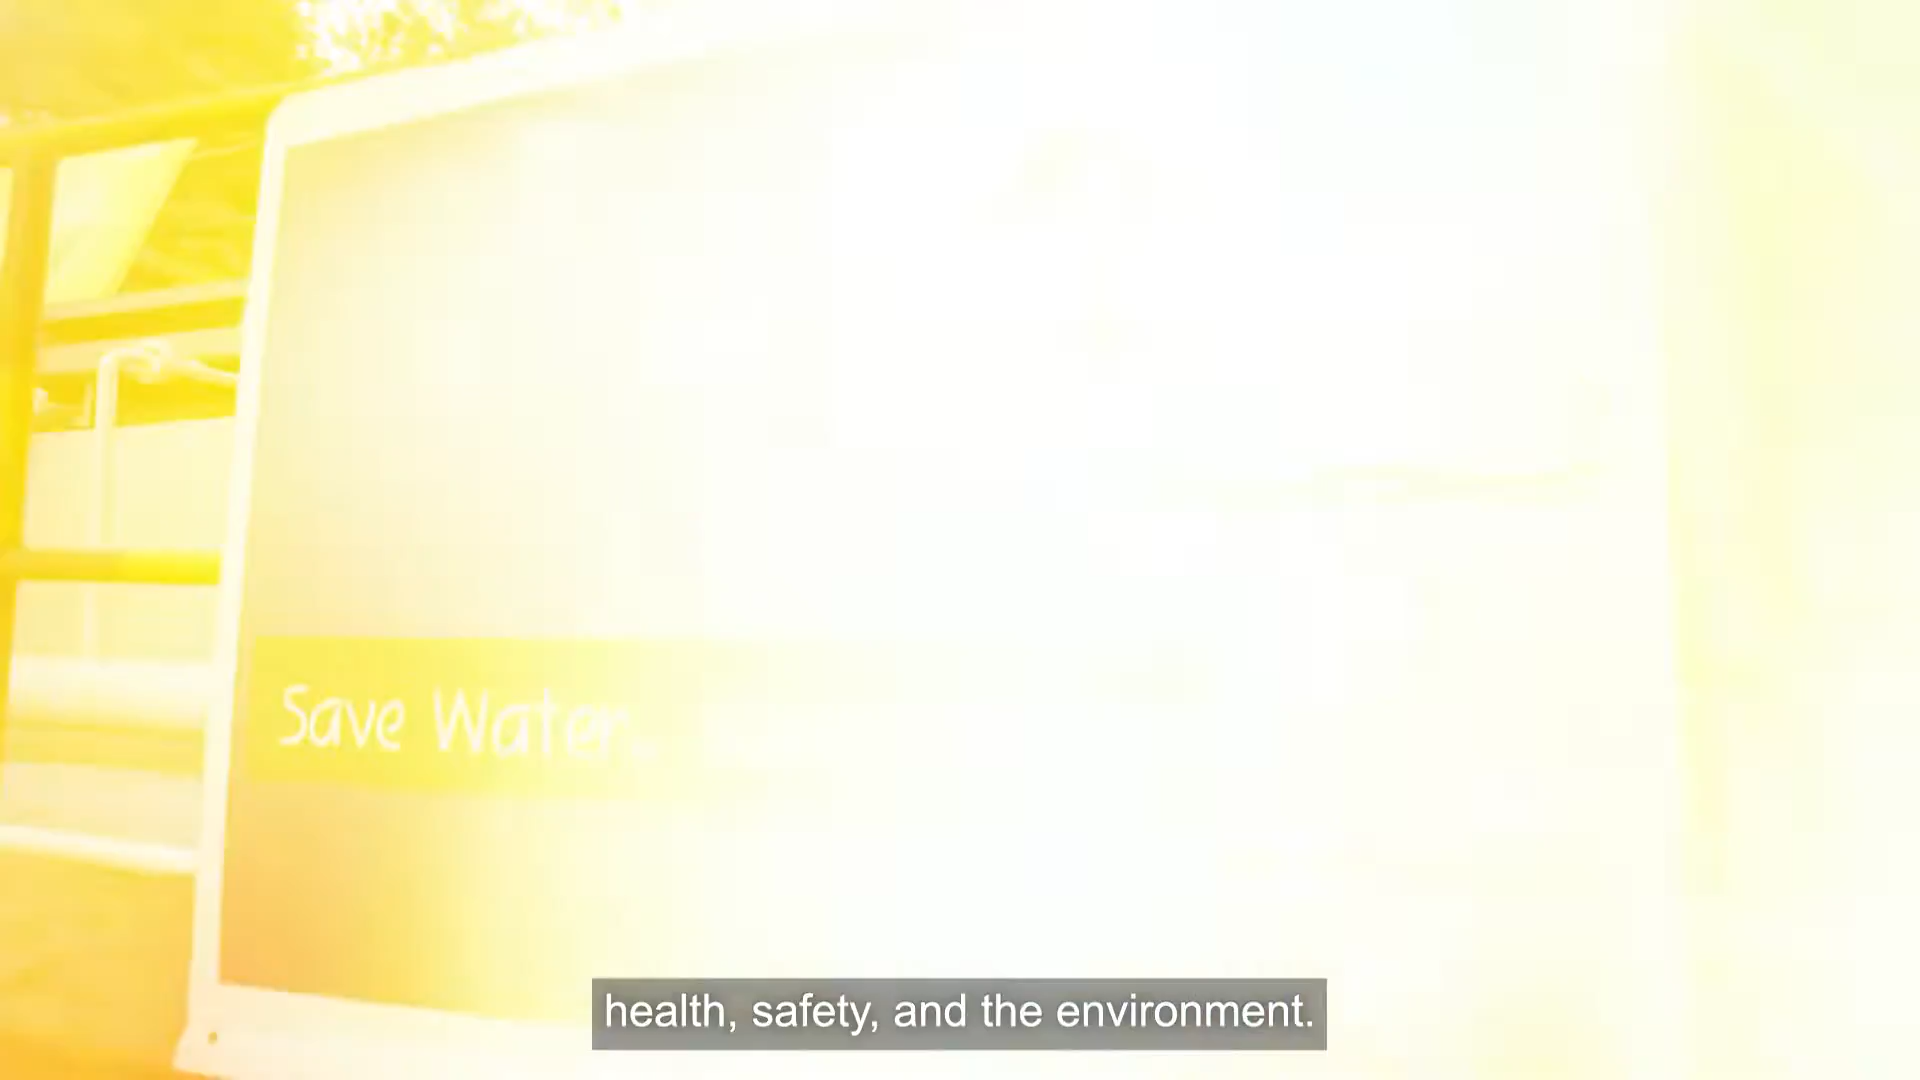 Save Water.
health, safety, and the environment.